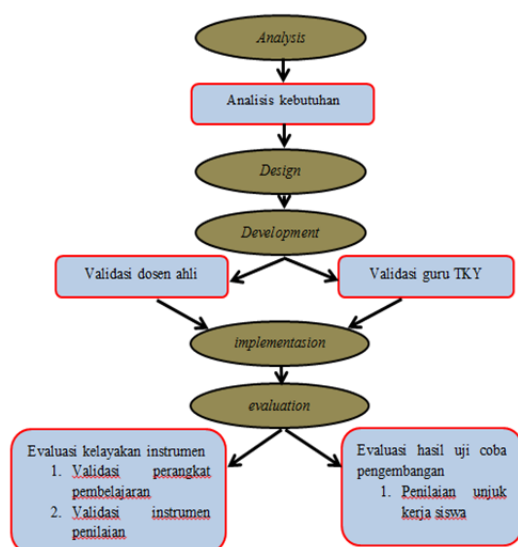 Analysis
Analisis kebutuhan
Design
Development
Validasi dosen ahli
Validasi guru TKY
implementasion
evaluation
Evaluasi kelayakan instrumen
1. Validasi perangkat
pembelajaran
2. Validasi instrumen
penilaian
Evaluasi hasil uji coba
pengembangan
1. Penilaian unjuk
kerja siswa